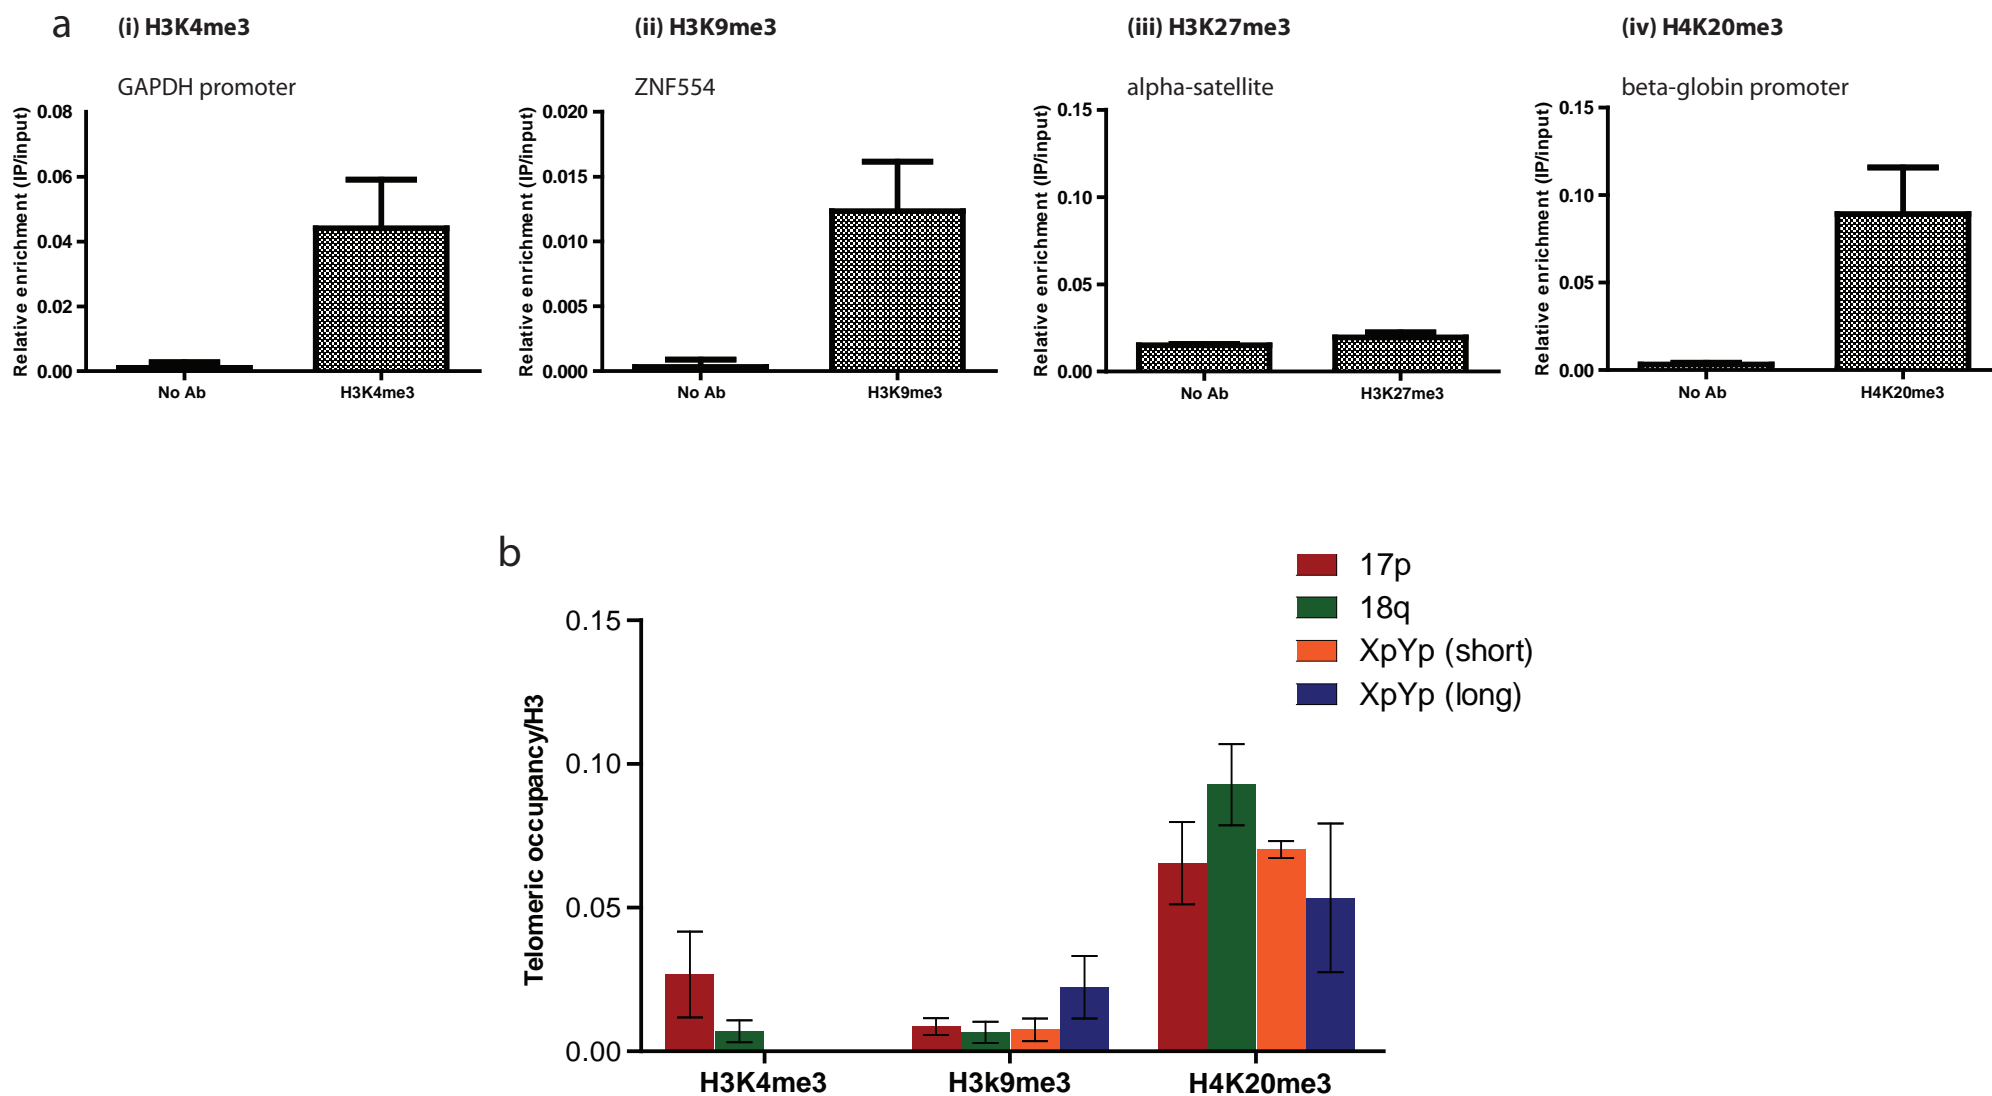 a
(i) H3K4me3
GAPDH promoter
Relative enrichment (IP/input)
0.08
0.06
0.04
0.02
0.00
No Ab
H3K4me3
(ii) H3K9me3
ZNF554
Relative enrichment (IP/input)
0.020
0.015
0.010
0.005
0.000
No Ab
H3K9me3
(iii) H3K27me3
alpha-satellite
Relative enrichment (IP/input)
0.15
0.10
0.05
0.00
No Ab
H3K27me3
(iv) H4K20me3
beta-globin promoter
Relative enrichment (IP/input)
0.15
0.10
0.05
0.00
No Ab
H4K20me3
b
17p
18q
XpYp (short)
XpYp (long)
Telomeric occupancy/H3
0.15
0.10
0.05
0.00
H3K4me3
H3k9me3
H4K20me3